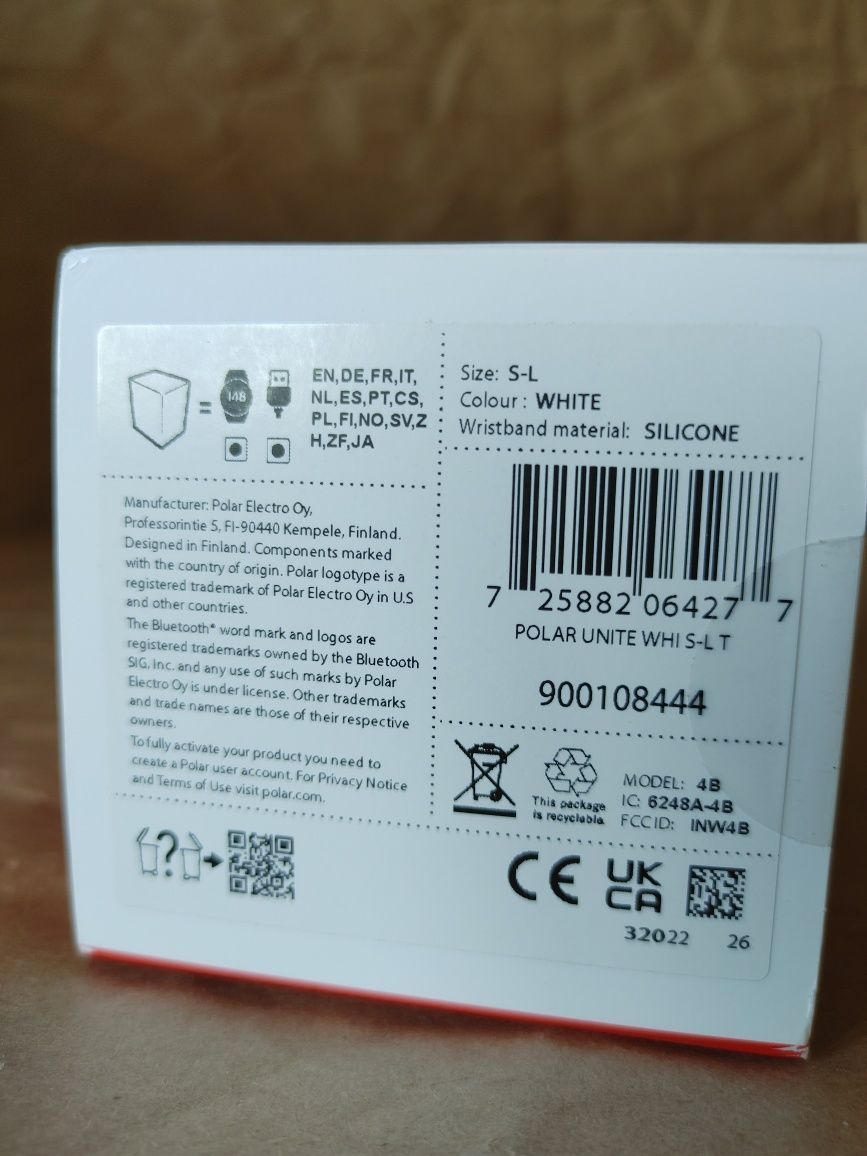 148
EN,DE,FR,IT,
NL,ES,PT,CS,
PL,FI,NO,SV,Z
H,ZF,JA
Size: S-L
Colour : WHITE
Wristband material: SILICONE
Manufacturer: Polar Electro Oy,
Professorintie 5, FI-90440 Kempele, Finland.
Designed in Finland. Components marked
with the country of origin. Polar logotype is a
registered trademark of Polar Electro Oy in U.S
and other countries.
The Bluetooth® word mark and logos are
registered trademarks owned by the Bluetooth
SIG, Inc. and any use of such marks by Polar
Electro Oy is under license. Other trademarks
and trade names are those of their respective
owners.
To fully activate your product you need to
create a Polar user account. For Privacy Notice
and Terms of Use visit polar.com.
7 25882 06427 7
POLAR UNITE WHI S-L T
900108444
This package
is recyclable.
MODEL: 4B
IC: 6248A-4B
FCC ID: INW4B
?
CE
UK
CA
32022 26